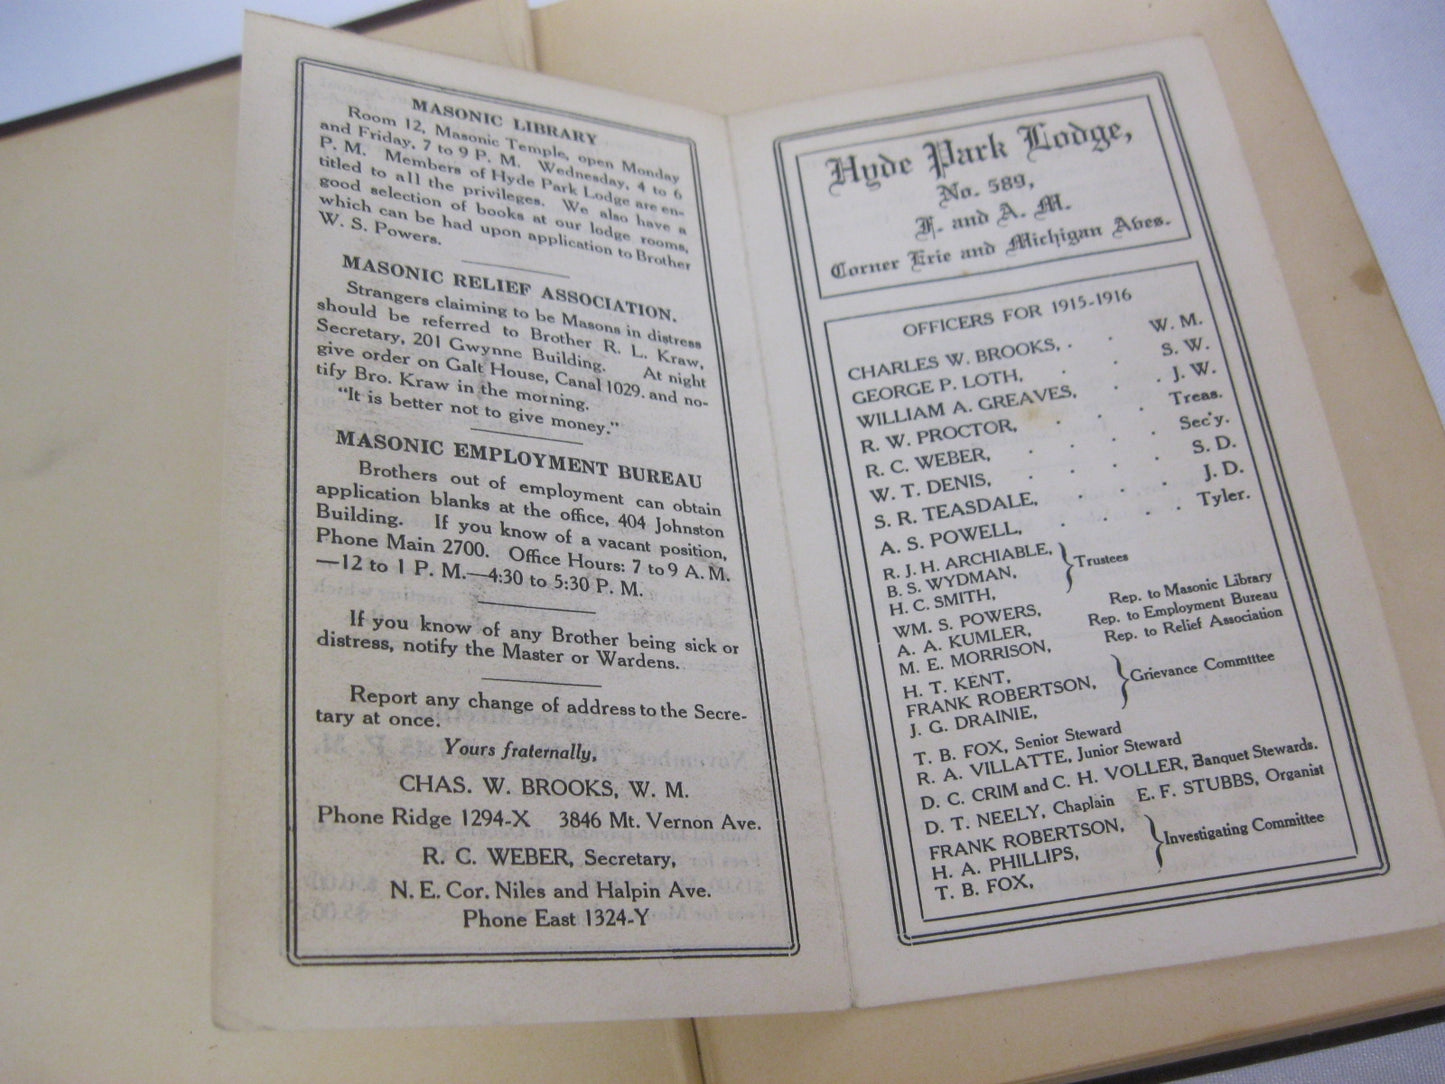 MASONIC LIBRARY
Room 12, Masonic Temple, open Monday
and Friday, 7 to 9 P. M. Wednesday, 4 to 6
P. M. Members of Hyde Park Lodge are en-
titled to all the privileges. We also have a
good selection of books at our lodge rooms,
which can be had upon application to Brother
W. S. Powers.
MASONIC RELIEF ASSOCIATION.
Strangers claiming to be Masons in distress
should be referred to Brother R. L. Kraw,
Secretary, 201 Gwynne Building. At night
give order on Galt House, Canal 1029. and no-
tify Bro. Kraw in the morning.
"It is better not to give money."
MASONIC EMPLOYMENT BUREAU
Brothers out of employment can obtain
application blanks at the office, 404 Johnston
Building. If you know of a vacant position,
Phone Main 2700. Office Hours: 7 to 9 A. M.
—12 to 1 P. M.—4:30 to 5:30 P. M.
If you know of any Brother being sick or
distress, notify the Master or Wardens.
Report any change of address to the Secre-
tary at once.
Yours fraternally,
CHAS. W. BROOKS, W. M.
Phone Ridge 1294-X 3846 Mt. Vernon Ave.
R. C. WEBER, Secretary,
N. E. Cor. Niles and Halpin Ave.
Phone East 1324-Y
Hyde Park Lodge,
No. 589,
F. and A. M.
Corner Erie and Michigan Aves.
OFFICERS FOR 1915-1916
CHARLES W. BROOKS, . . W. M.
GEORGE P. LOTH, . . S. W.
WILLIAM A. GREAVES, . . J. W.
R. W. PROCTOR, . . . Treas.
R. C. WEBER, . . . . Sec'y.
W. T. DENIS, . . . . S. D.
S. R. TEASDALE, . . . J. D.
A. S. POWELL, . . . . Tyler.
R. J. H. ARCHIABLE,
B. S. WYDMAN, } Trustees
H. C. SMITH,
WM. S. POWERS, Rep. to Masonic Library
A. A. KUMLER, Rep. to Employment Bureau
M. E. MORRISON, Rep. to Relief Association
H. T. KENT,
FRANK ROBERTSON, } Grievance Committee
J. G. DRAINIE,
T. B. FOX, Senior Steward
R. A. VILLATTE, Junior Steward
D. C. CRIM and C. H. VOLLER, Banquet Stewards.
D. T. NEELY, Chaplain E. F. STUBBS, Organist
FRANK ROBERTSON,
H. A. PHILLIPS, } Investigating Committee
T. B. FOX,